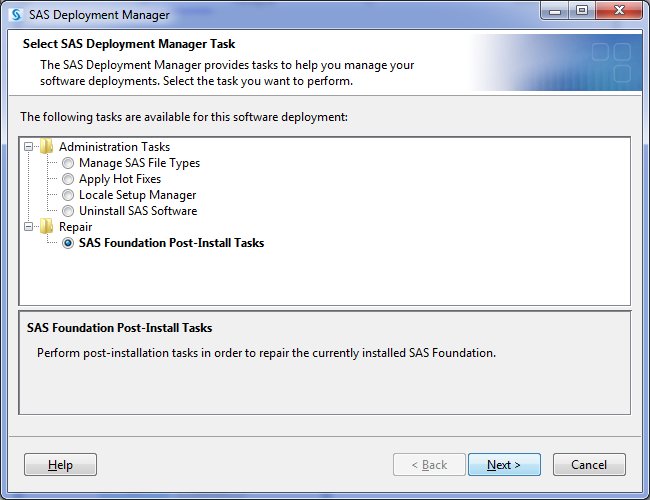 SAS Deployment Manager
Select SAS Deployment Manager Task
The SAS Deployment Manager provides tasks to help you manage your
software deployments. Select the task you want to perform.
The following tasks are available for this software deployment:
Administration Tasks
Manage SAS File Types
Apply Hot Fixes
Locale Setup Manager
Uninstall SAS Software
Repair
SAS Foundation Post-Install Tasks
SAS Foundation Post-Install Tasks
Perform post-installation tasks in order to repair the currently installed SAS Foundation.
Help
< Back
Next >
Cancel